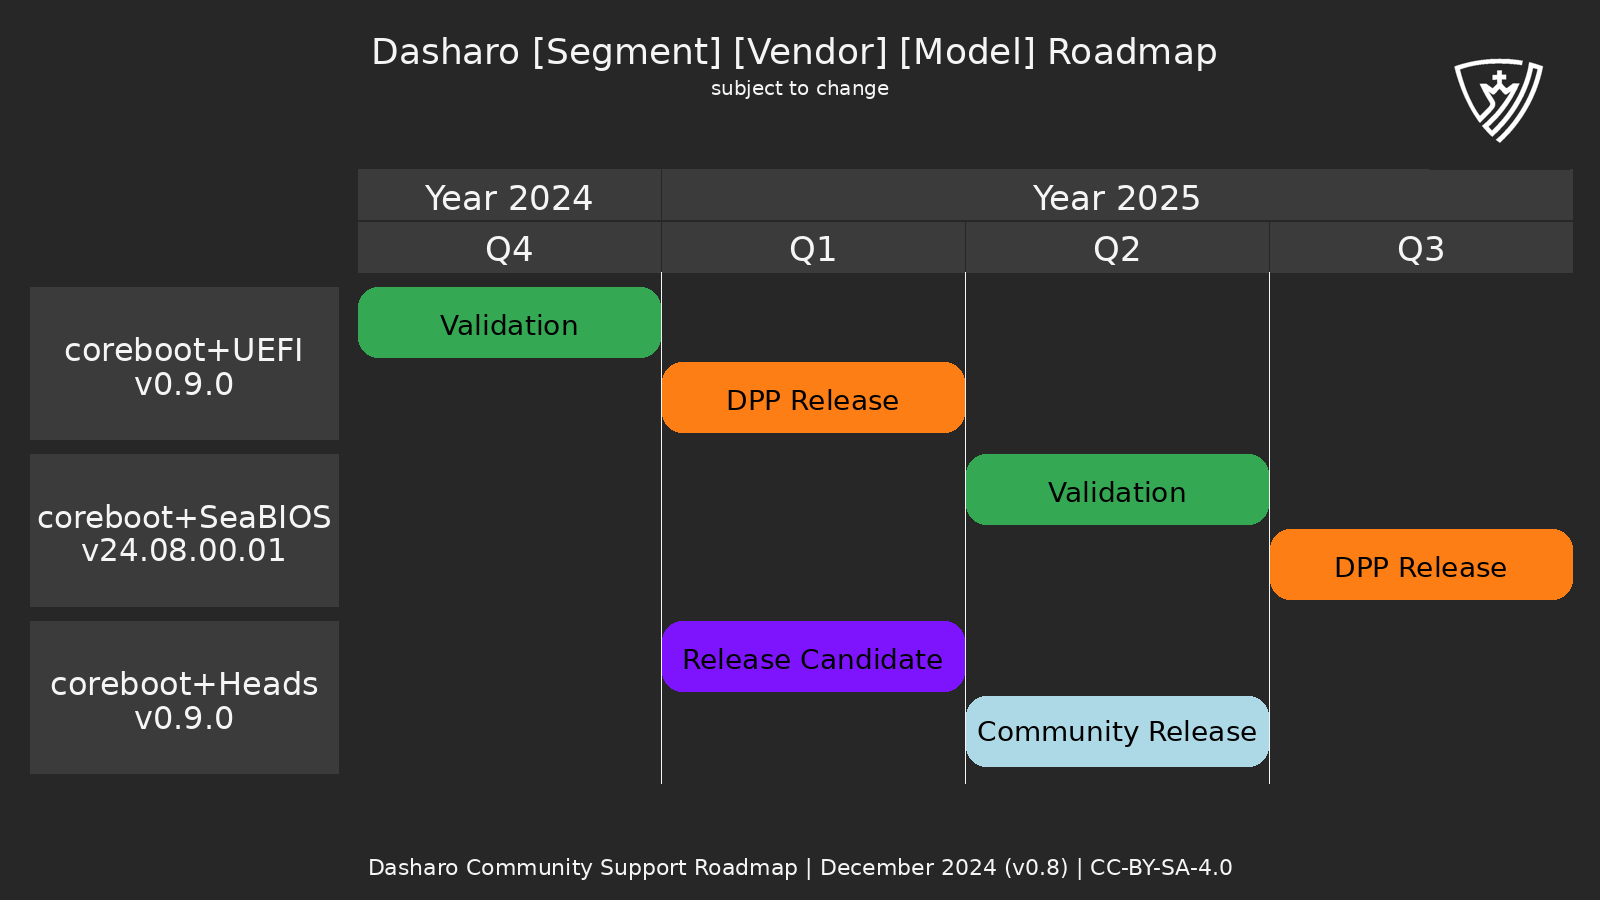 Dasharo [Segment] [Vendor] [Model] Roadmap
subject to change
Year 2024
Year 2025
Q4
Q1
Q2
Q3
coreboot+UEFI
v0.9.0
Validation
DPP Release
coreboot+SeaBIOS
v24.08.00.01
Validation
DPP Release
coreboot+Heads
v0.9.0
Release Candidate
Community Release
Dasharo Community Support Roadmap | December 2024 (v0.8) | CC-BY-SA-4.0